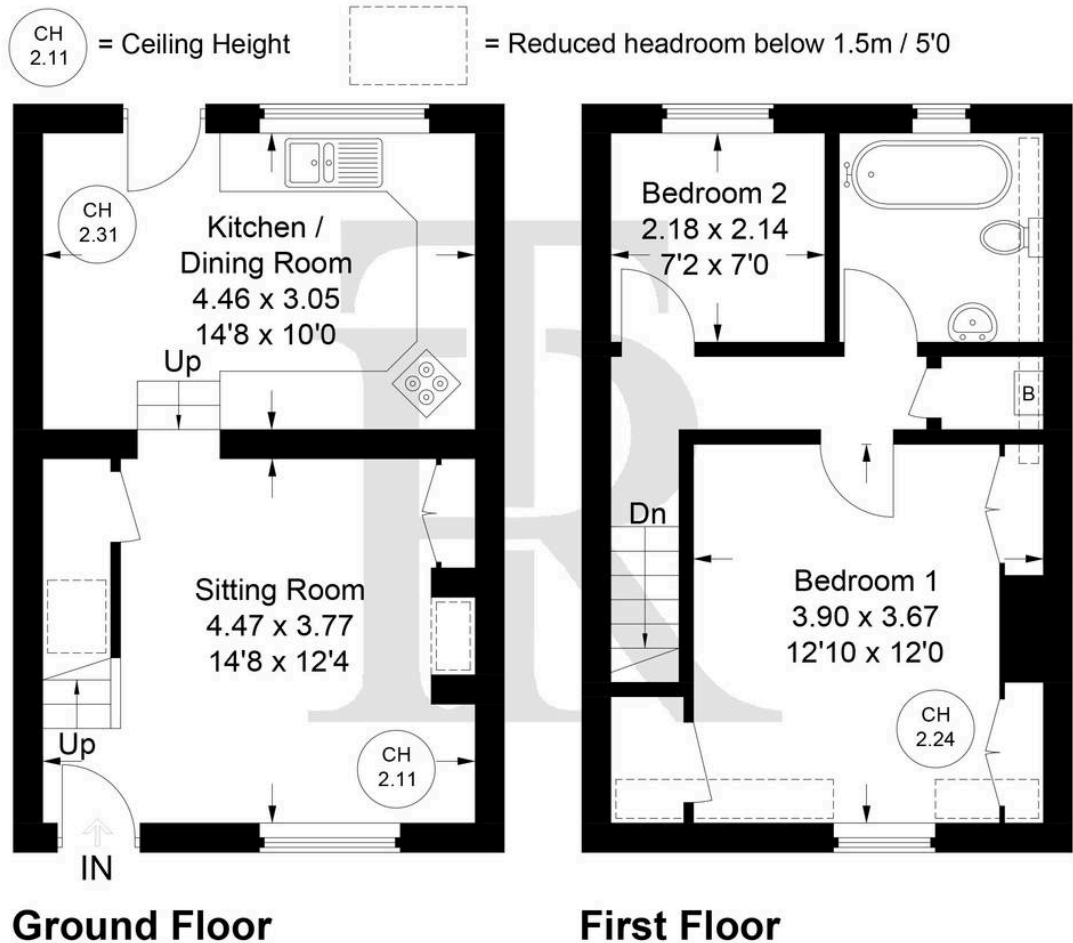 CH
2.11
= Ceiling Height
= Reduced headroom below 1.5m / 5'0
CH
2.31
Kitchen /
Dining Room
4.46 x 3.05
14'8 x 10'0
Up
Sitting Room
4.47 x 3.77
14'8 x 12'4
Up
CH
2.11
IN
Ground Floor
Bedroom 2
2.18 x 2.14
7'2 x 7'0
B
Dn
Bedroom 1
3.90 x 3.67
12'10 x 12'0
CH
2.24
First Floor